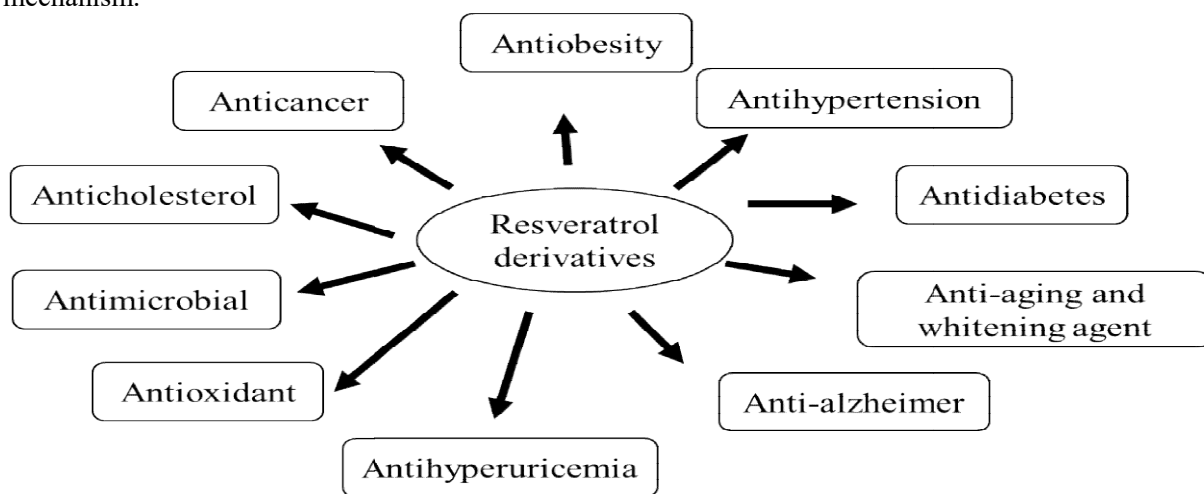 mechanism.
Antiobesity
Anticancer
Antihypertension
Anticholesterol
Antidiabetes
Resveratrol
derivatives
Antimicrobial
Anti-aging and
whitening agent
Antioxidant
Anti-alzheimer
Antihyperuricemia